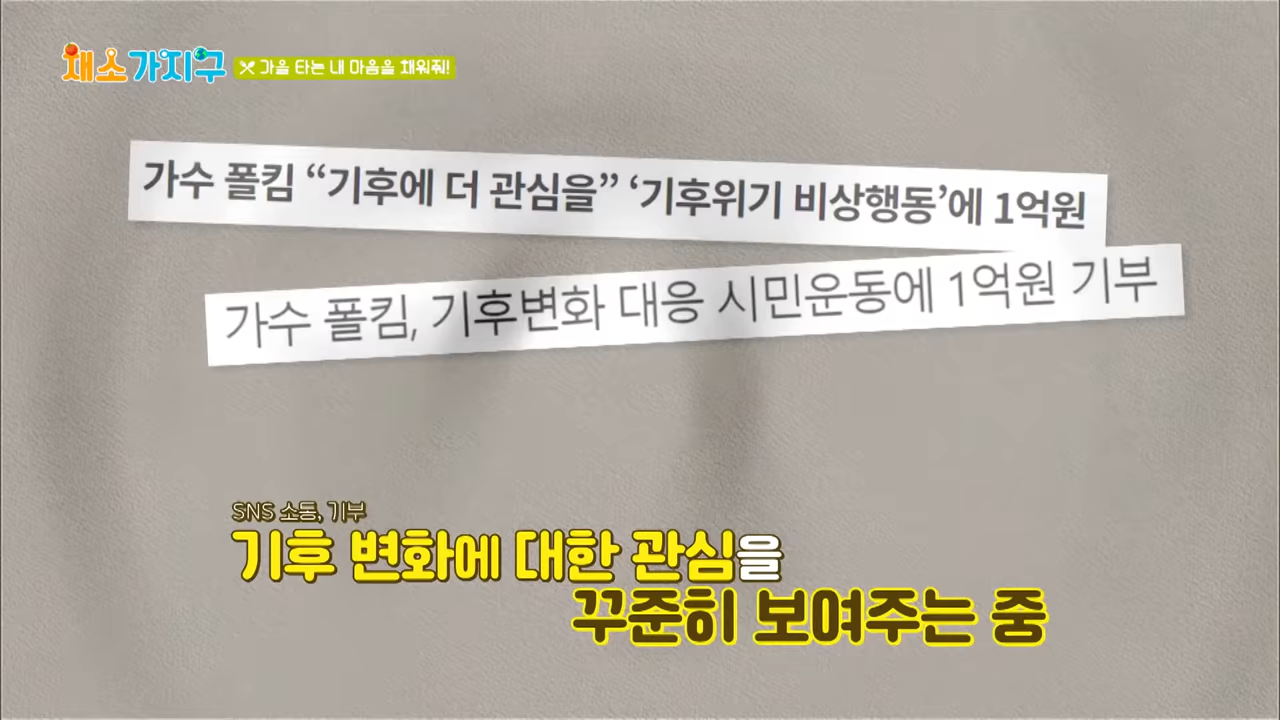 채소가지구
가을 타는 내 마음을 채워줘!
가수 폴킴 “기후에 더 관심을” ‘기후위기 비상행동’에 1억원
가수 폴킴, 기후변화 대응 시민운동에 1억원 기부
SNS 소통, 기부
기후 변화에 대한 관심을
꾸준히 보여주는 중